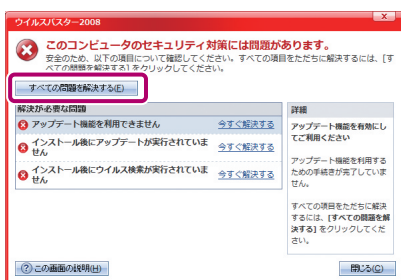 ウイルスバスター2008
このコンピュータのセキュリティ対策には問題があります。
安全のため、以下の項目について確認してください。すべての項目をただちに解決するには、[す
べての問題を解決する] をクリックしてください。
すべての問題を解決する(E)
解決が必要な問題
アップデート機能を利用できません 今すぐ解決する
インストール後にアップデートが実行されていま
せん 今すぐ解決する
インストール後にウイルス検索が実行されていま
せん 今すぐ解決する
詳細
アップデート機能を有効にし
てご利用ください
アップデート機能を利用する
ための手続きが完了していま
せん。
すべての項目をただちに解決
するには、[すべての問題を解
決する] をクリックしてくだ
さい。
この画面の説明(H)
閉じる(C)